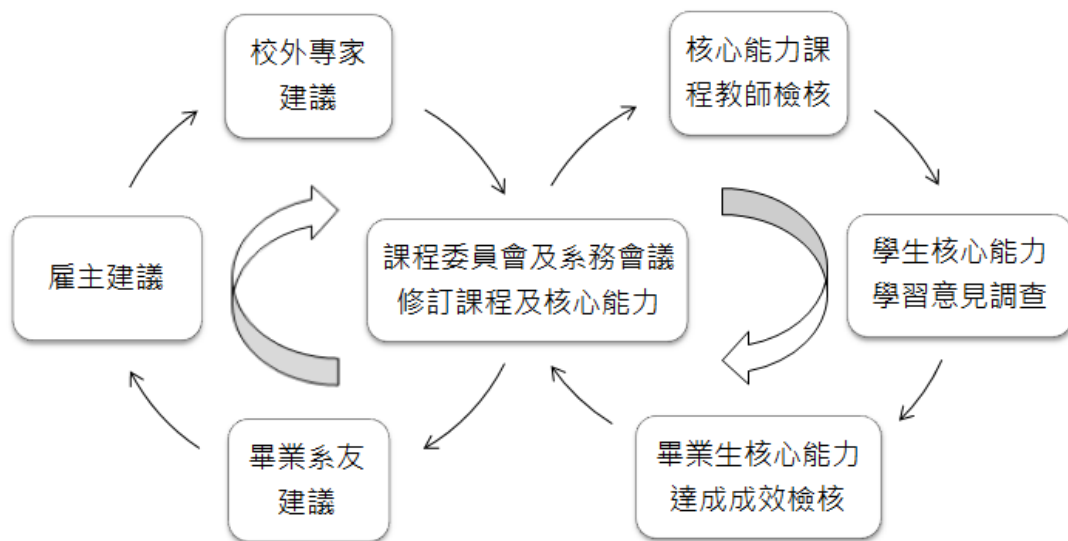 校外專家
建議
核心能力課
程教師檢核
雇主建議
課程委員會及系務會議
修訂課程及核心能力
學生核心能力
學習意見調查
畢業系友
建議
畢業生核心能力
達成成效檢核